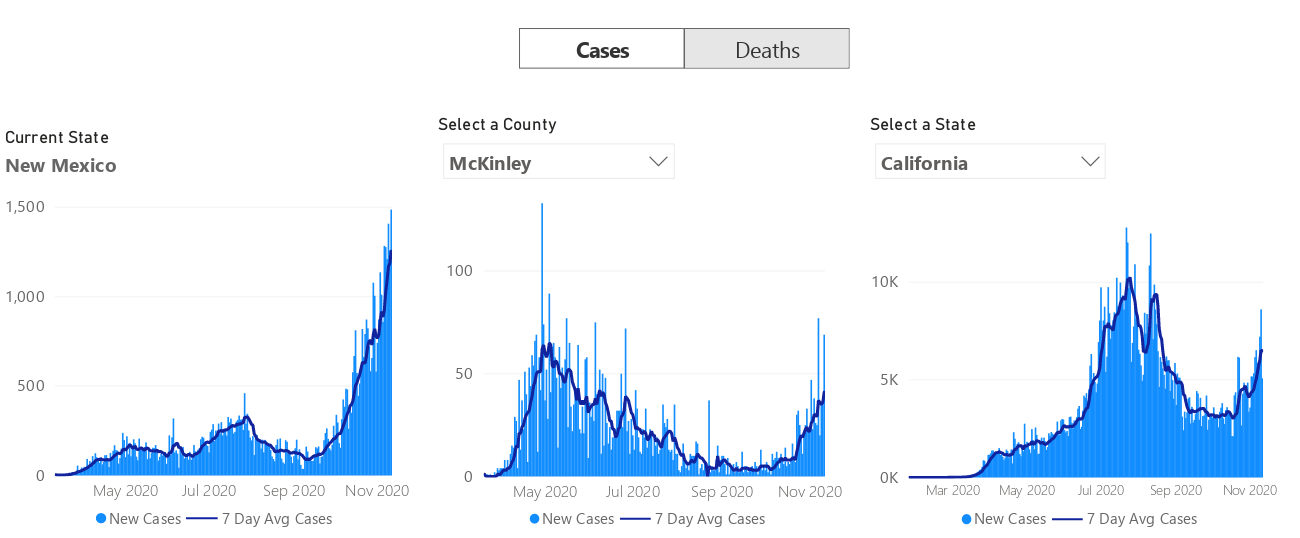 Cases
Deaths
Current State
New Mexico
1,500
1,000
500
0
May 2020
Jul 2020
Sep 2020
Nov 2020
New Cases
7 Day Avg Cases
Select a County
McKinley
100
50
0
May 2020
Jul 2020
Sep 2020
Nov 2020
New Cases
7 Day Avg Cases
Select a State
California
10K
5K
0K
Mar 2020
May 2020
Jul 2020
Sep 2020
Nov 2020
New Cases
7 Day Avg Cases